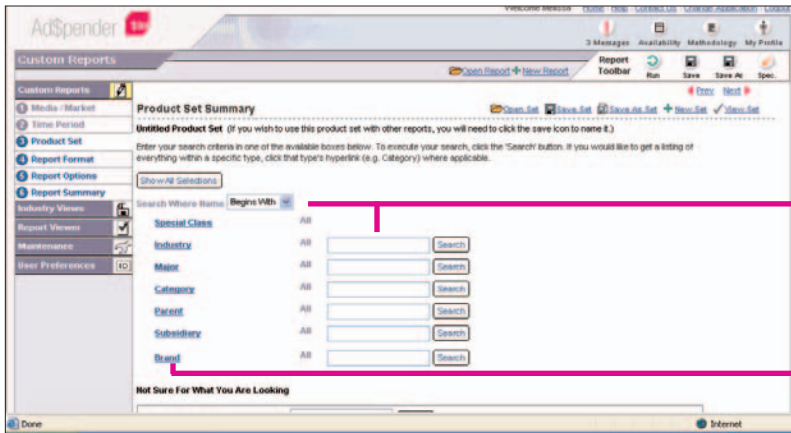 Welcome Melissa Home | Help | Contact Us | Change Application | Logout
Ad$pender
3 Messages Availability Methodology My Profile
Custom Reports
Open Report New Report
Report Toolbar Run Save Save As Spec.
Custom Reports
Prev Next
1 Media / Market
2 Time Period
3 Product Set
4 Report Format
5 Report Options
6 Report Summary
Industry Views
Report Viewer
Maintenance
User Preferences
Product Set Summary
Open Set Save Set Save As Set New Set View Set
Untitled Product Set (If you wish to use this product set with other reports, you will need to click the save icon to name it.)
Enter your search criteria in one of the available boxes below. To execute your search, click the 'Search' button. If you would like to get a listing of
everything within a specific type, click that type's hyperlink (e.g. Category) where applicable.
Show All Selections
Search Where Name Begins With
Special Class All
Industry All Search
Major All Search
Category All Search
Parent All Search
Subsidiary All Search
Brand All Search
Not Sure For What You Are Looking
Done
Internet